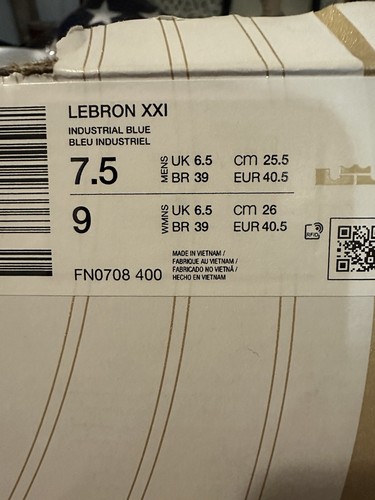 LEBRON XXI
INDUSTRIAL BLUE
BLEU INDUSTRIEL
7.5 MENS UK 6.5 cm 25.5
BR 39 EUR 40.5
9 WMNS UK 6.5 cm 26
BR 39 EUR 40.5
RFID
MADE IN VIETNAM /
FABRIQUE AU VIETNAM /
FABRICADO NO VIETNÃ /
HECHO EN VIETNAM
FN0708 400